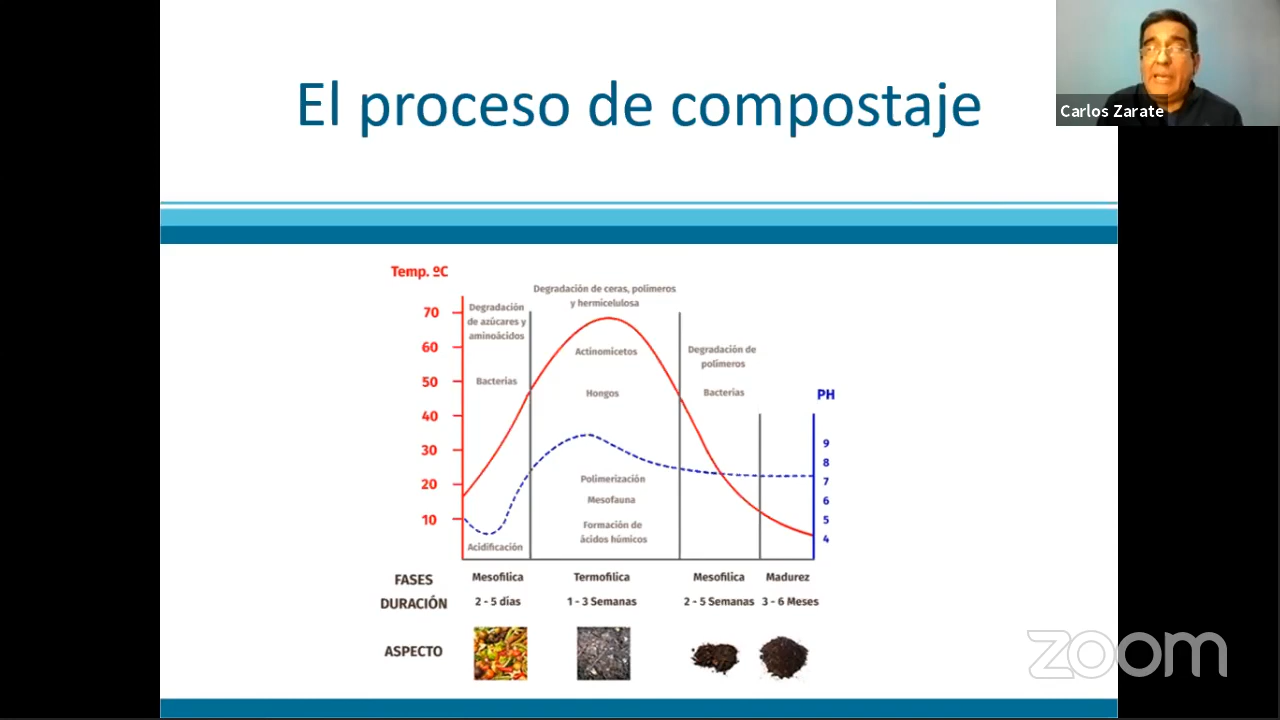 El proceso de compostaje
Carlos Zarate
Temp. ºC
70
60
50
40
30
20
10
Degradación
de azúcares y
aminoácidos
Bacterias
Acidificación
Degradación de ceras, polímeros
y hermicelulosa
Actinomicetos
Hongos
Polimerización
Mesofauna
Formación de
ácidos húmicos
Degradación de
polímeros
Bacterias
PH
9
8
7
6
5
4
FASES Mesofílica Termofílica Mesofílica Madurez
DURACIÓN 2 - 5 días 1 - 3 Semanas 2 - 5 Semanas 3 - 6 Meses
ASPECTO
zoom